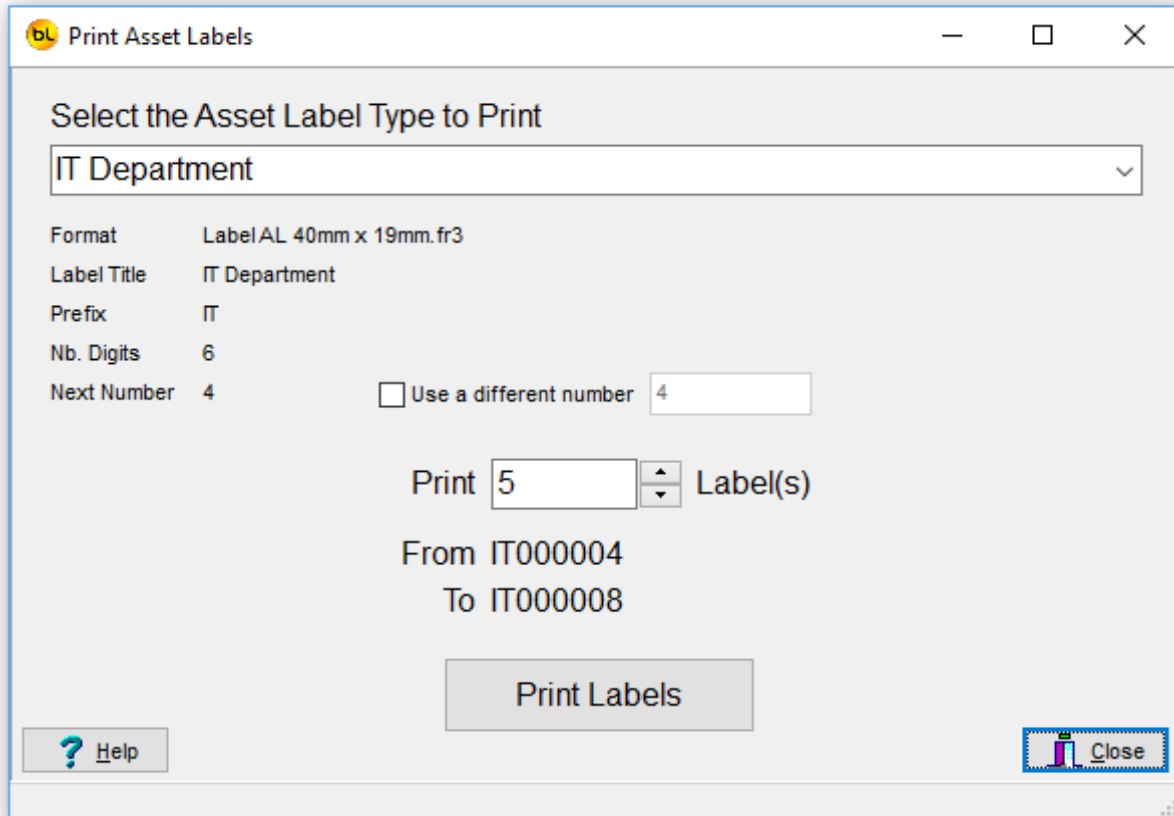 bL Print Asset Labels
Select the Asset Label Type to Print
IT Department
Format Label AL 40mm x 19mm.fr3
Label Title IT Department
Prefix IT
Nb. Digits 6
Next Number 4 Use a different number 4
Print 5 Label(s)
From IT000004
To IT000008
Print Labels
? Help Close